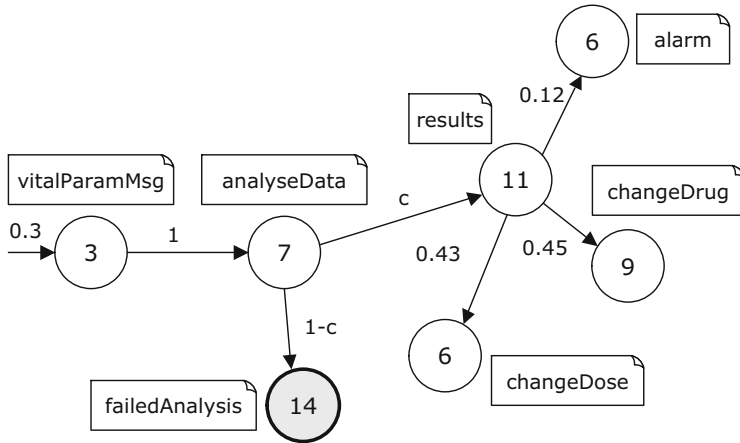 6
alarm
0.12
results
vitalParamMsg
analyseData
11
changeDrug
c
0.3
3
1
7
0.43
0.45
9
1-c
6
changeDose
failedAnalysis
14